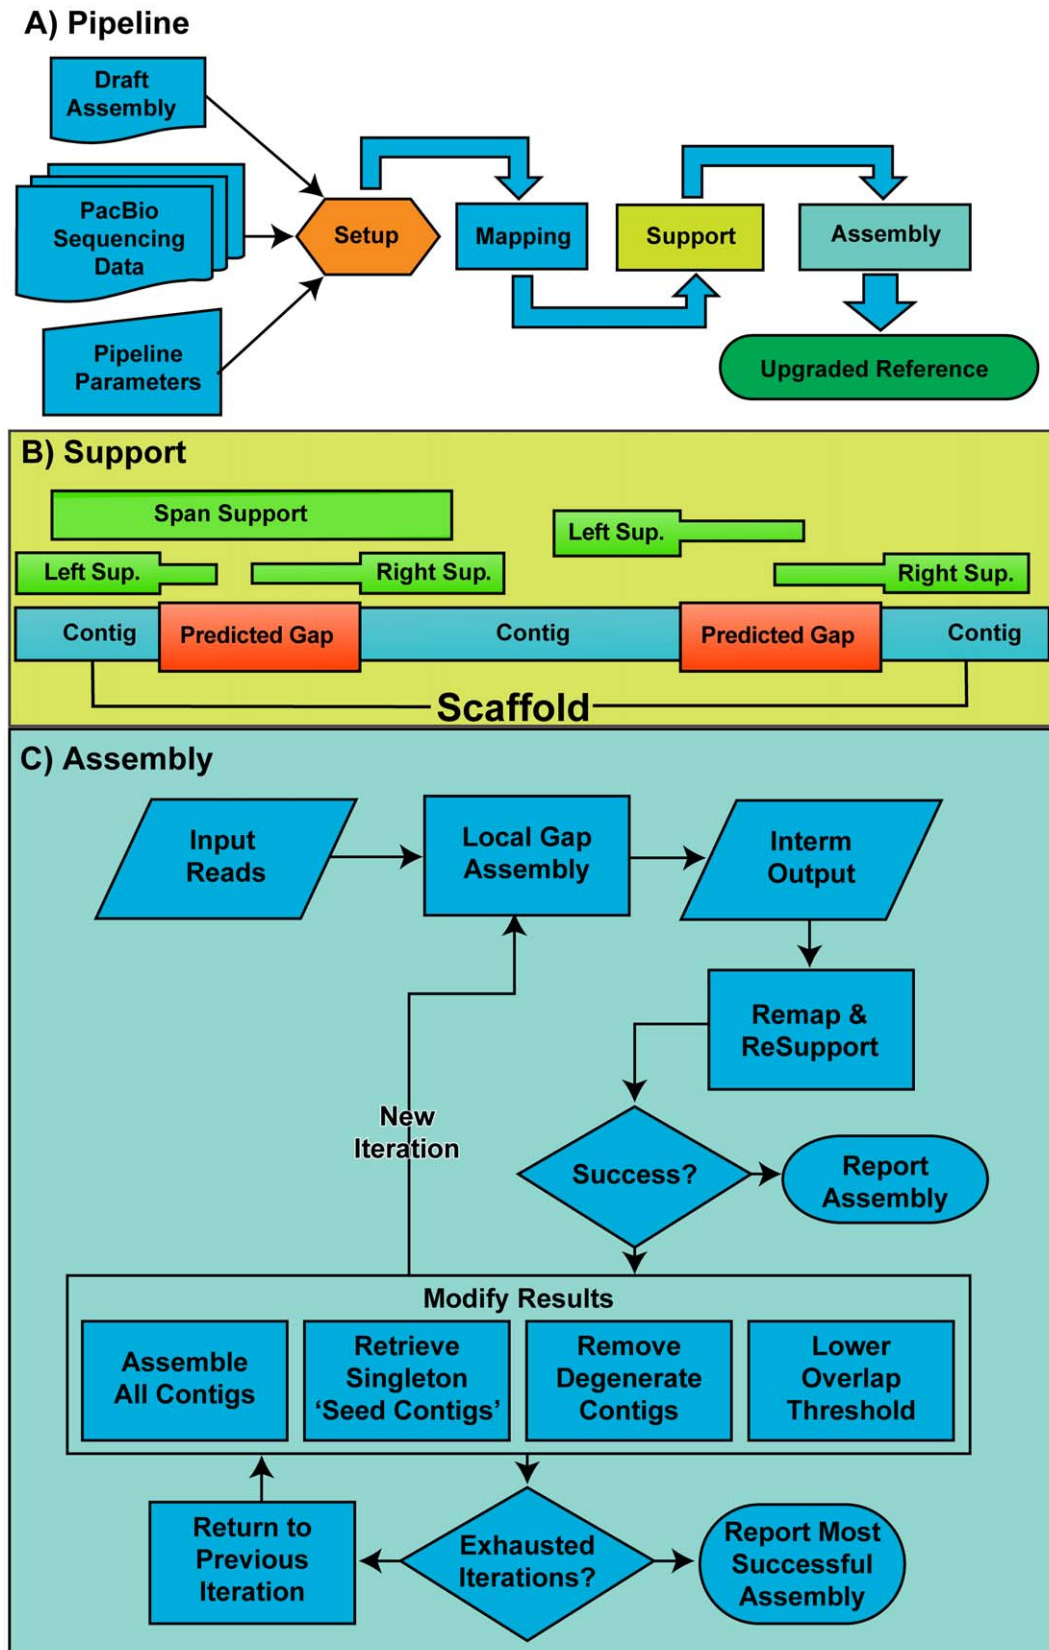 A) Pipeline
Draft
Assembly
PacBio
Sequencing
Data
Pipeline
Parameters
Setup
Mapping
Support
Assembly
Upgraded Reference
B) Support
Span Support
Left Sup.
Left Sup.
Right Sup.
Right Sup.
Contig
Predicted Gap
Contig
Predicted Gap
Contig
Scaffold
C) Assembly
Input
Reads
Local Gap
Assembly
Interm
Output
Remap &
ReSupport
New
Iteration
Success?
Report
Assembly
Modify Results
Assemble
All Contigs
Retrieve
Singleton
‘Seed Contigs’
Remove
Degenerate
Contigs
Lower
Overlap
Threshold
Return to
Previous
Iteration
Exhausted
Iterations?
Report Most
Successful
Assembly